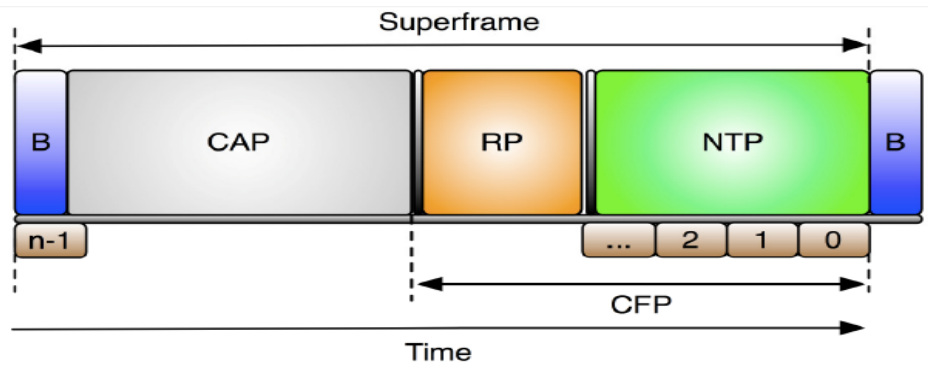 Superframe
B CAP RP NTP B
n-1 ... 2 1 0
CFP
Time